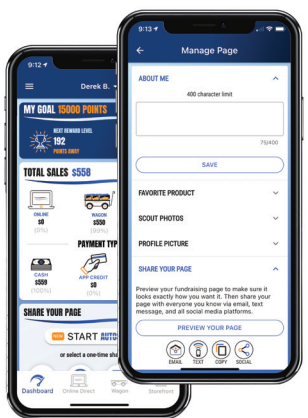 9:12
Derek B.
MY GOAL 15000 POINTS
NEXT REWARD LEVEL
192
POINTS AWAY
TOTAL SALES $558
ONLINE
$0
(0%)
WAGON
$550
(99%)
PAYMENT TYP
CASH
$559
(100%)
APP CREDIT
$0
(0%)
SHARE YOUR PAGE
START AUTO
or select a one-time sha
Dashboard
Online Direct
Wagon
Storefront
9:13
Manage Page
ABOUT ME
400 character limit
75/400
SAVE
FAVORITE PRODUCT
SCOUT PHOTOS
PROFILE PICTURE
SHARE YOUR PAGE
Preview your fundraising page to make sure it
looks exactly how you want it. Then share your
page with everyone you know via email, text
message, and all social media platforms.
PREVIEW YOUR PAGE
EMAIL
TEXT
COPY
SOCIAL